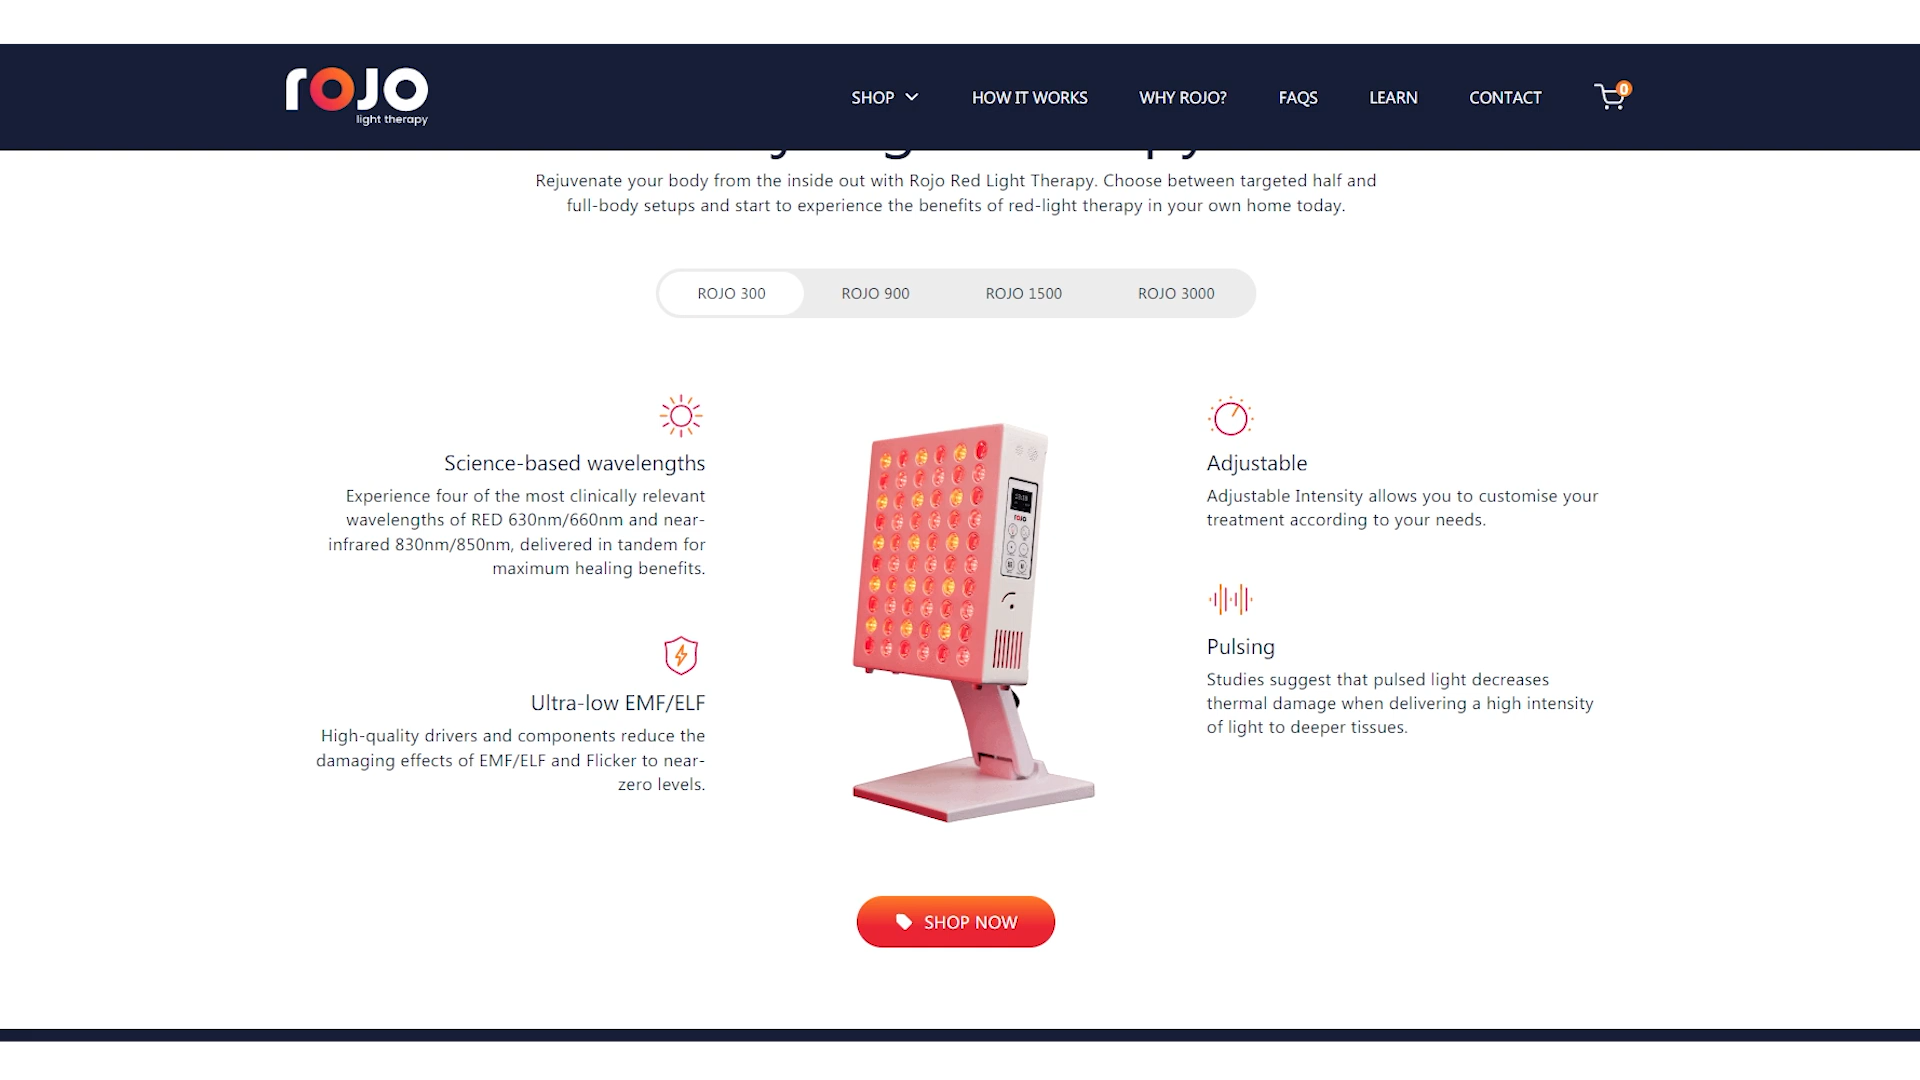 rojo
light therapy
SHOP
HOW IT WORKS
WHY ROJO?
FAQS
LEARN
CONTACT
0
Rejuvenate your body from the inside out with Rojo Red Light Therapy. Choose between targeted half and
full-body setups and start to experience the benefits of red-light therapy in your own home today.
ROJO 300
ROJO 900
ROJO 1500
ROJO 3000
Science-based wavelengths
Experience four of the most clinically relevant
wavelengths of RED 630nm/660nm and near-
infrared 830nm/850nm, delivered in tandem for
maximum healing benefits.
Ultra-low EMF/ELF
High-quality drivers and components reduce the
damaging effects of EMF/ELF and Flicker to near-
zero levels.
rojo
Adjustable
Adjustable Intensity allows you to customise your
treatment according to your needs.
Pulsing
Studies suggest that pulsed light decreases
thermal damage when delivering a high intensity
of light to deeper tissues.
SHOP NOW